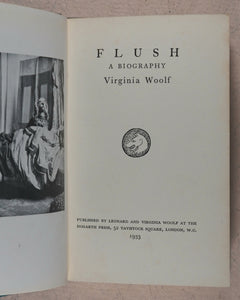 FLUSH
A BIOGRAPHY
Virginia Woolf
PUBLISHED BY LEONARD AND VIRGINIA WOOLF AT THE
HOGARTH PRESS, 52 TAVISTOCK SQUARE, LONDON, W.C.
1933